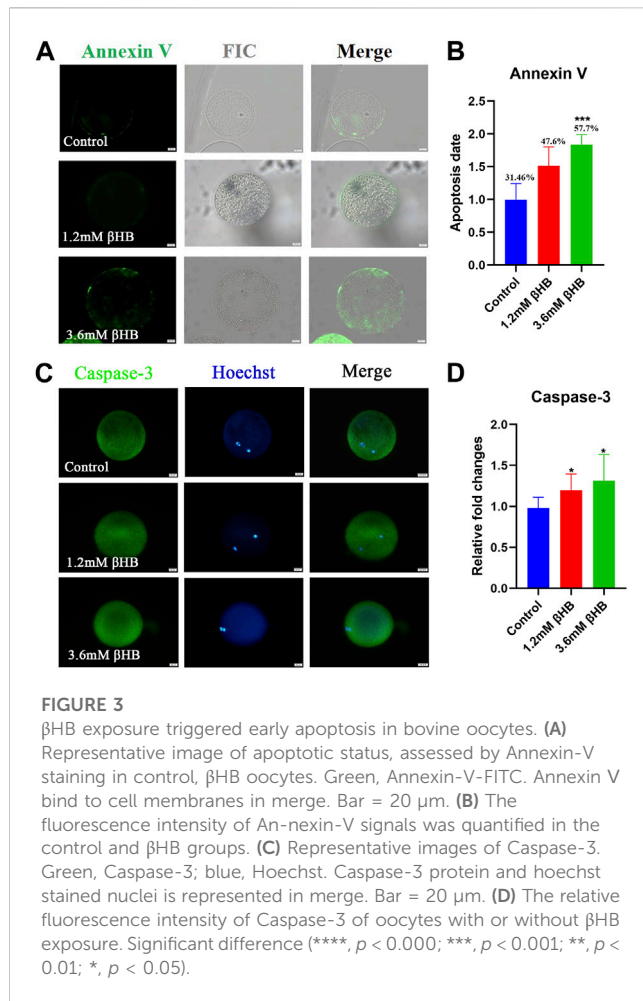 A Annexin V FIC Merge
Control
1.2mM βHB
3.6mM βHB
B
Annexin V
Apoptosis date
2.5
2.0
1.5
1.0
0.5
0.0
31.46%
47.6%
***
57.7%
Control
1.2mM βHB
3.6mM βHB
C Caspase-3 Hoechst Merge
Control
1.2mM βHB
3.6mM βHB
D
Caspase-3
Relative fold changes
2.0
1.5
1.0
0.5
0.0
*
*
Control
1.2mM βHB
3.6mM βHB
FIGURE 3
βHB exposure triggered early apoptosis in bovine oocytes. (A)
Representative image of apoptotic status, assessed by Annexin-V
staining in control, βHB oocytes. Green, Annexin-V-FITC. Annexin V
bind to cell membranes in merge. Bar = 20 μm. (B) The
fluorescence intensity of An-nexin-V signals was quantified in the
control and βHB groups. (C) Representative images of Caspase-3.
Green, Caspase-3; blue, Hoechst. Caspase-3 protein and hoechst
stained nuclei is represented in merge. Bar = 20 μm. (D) The relative
fluorescence intensity of Caspase-3 of oocytes with or without βHB
exposure. Significant difference (****, p < 0.000; ***, p < 0.001; **, p <
0.01; *, p < 0.05).